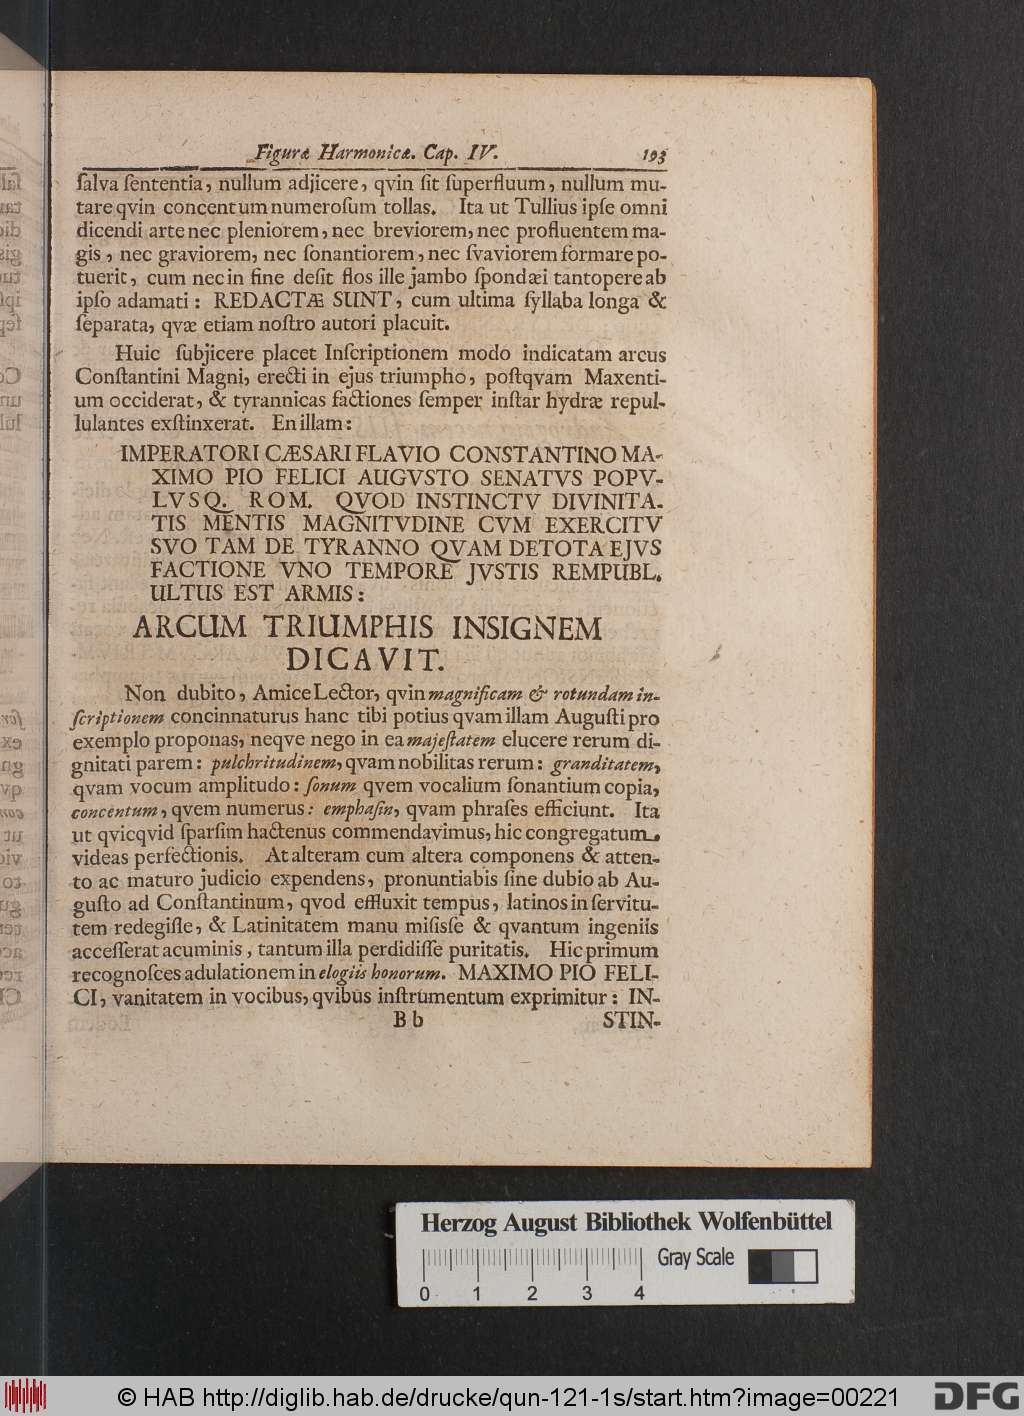 Figuræ Harmonicæ. Cap. IV. 193
ſalva ſententia, nullum adjicere, qvin ſit ſuperfluum, nullum mu-
tare qvin concentum numeroſum tollas. Ita ut Tullius ipſe omni
dicendi arte nec pleniorem, nec breviorem, nec profluentem ma-
gis, nec graviorem, nec ſonantiorem, nec ſvaviorem formare po-
tuerit, cum nec in fine deſit flos ille jambo ſpondæi tantopere ab
ipſo adamati: REDACTÆ SUNT, cum ultima ſyllaba longa &
ſeparata, qvæ etiam noſtro autori placuit.
Huic ſubjicere placet Inſcriptionem modo indicatam arcus
Conſtantini Magni, erecti in ejus triumpho, poſtqvam Maxenti-
um occiderat, & tyrannicas factiones ſemper inſtar hydræ repul-
lulantes exſtinxerat. En illam:
IMPERATORI CÆSARI FLAVIO CONSTANTINO MA-
XIMO PIO FELICI AUGVSTO SENATVS POPV-
LVSQ. ROM. QVOD INSTINCTV DIVINITA-
TIS MENTIS MAGNITVDINE CVM EXERCITV
SVO TAM DE TYRANNO QVAM DE TOTA EJVS
FACTIONE VNO TEMPORE JVSTIS REMPUBL.
ULTUS EST ARMIS:
ARCUM TRIUMPHIS INSIGNEM
DICAVIT.
Non dubito, Amice Lector, qvin magnificam & rotundam in-
ſcriptionem concinnaturus hanc tibi potius qvam illam Auguſti pro
exemplo proponas, neqve nego in ea majeſtatem elucere rerum di-
gnitati parem: pulchritudinem, qvam nobilitas rerum: granditatem,
qvam vocum amplitudo: ſonum qvem vocalium ſonantium copia,
concentum, qvem numerus: emphaſin, qvam phraſes efficiunt. Ita
ut qvicqvid ſparſim hactenus commendavimus, hic congregatum
videas perfectionis. At alteram cum altera componens & atten-
to ac maturo judicio expendens, pronuntiabis ſine dubio ab Au-
guſto ad Conſtantinum, qvod effluxit tempus, latinos in ſervitu-
tem redegiſſe, & Latinitatem manu miſiſſe & qvantum ingeniis
acceſſerat acuminis, tantum illa perdidiſſe puritatis. Hic primum
recognoſces adulationem in elogiis honorum. MAXIMO PIO FELI-
CI, vanitatem in vocibus, qvibus inſtrumentum exprimitur: IN-
B b STIN-
Herzog August Bibliothek Wolfenbüttel
Gray Scale
0 1 2 3 4
© HAB http://diglib.hab.de/drucke/qun-121-1s/start.htm?image=00221
DFG